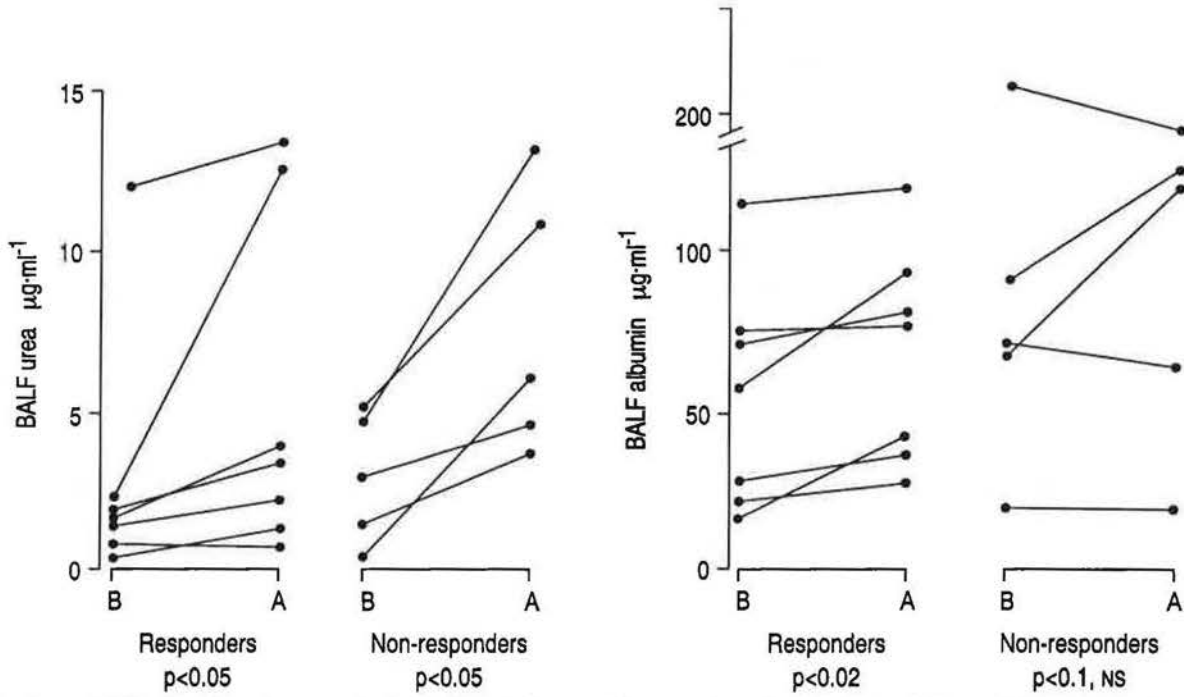 BALF urea µg·ml⁻¹
15
10
5
0
B A
Responders
p<0.05
B A
Non-responders
p<0.05
BALF albumin µg·ml⁻¹
200
100
50
0
B A
Responders
p<0.02
B A
Non-responders
p<0.1, NS